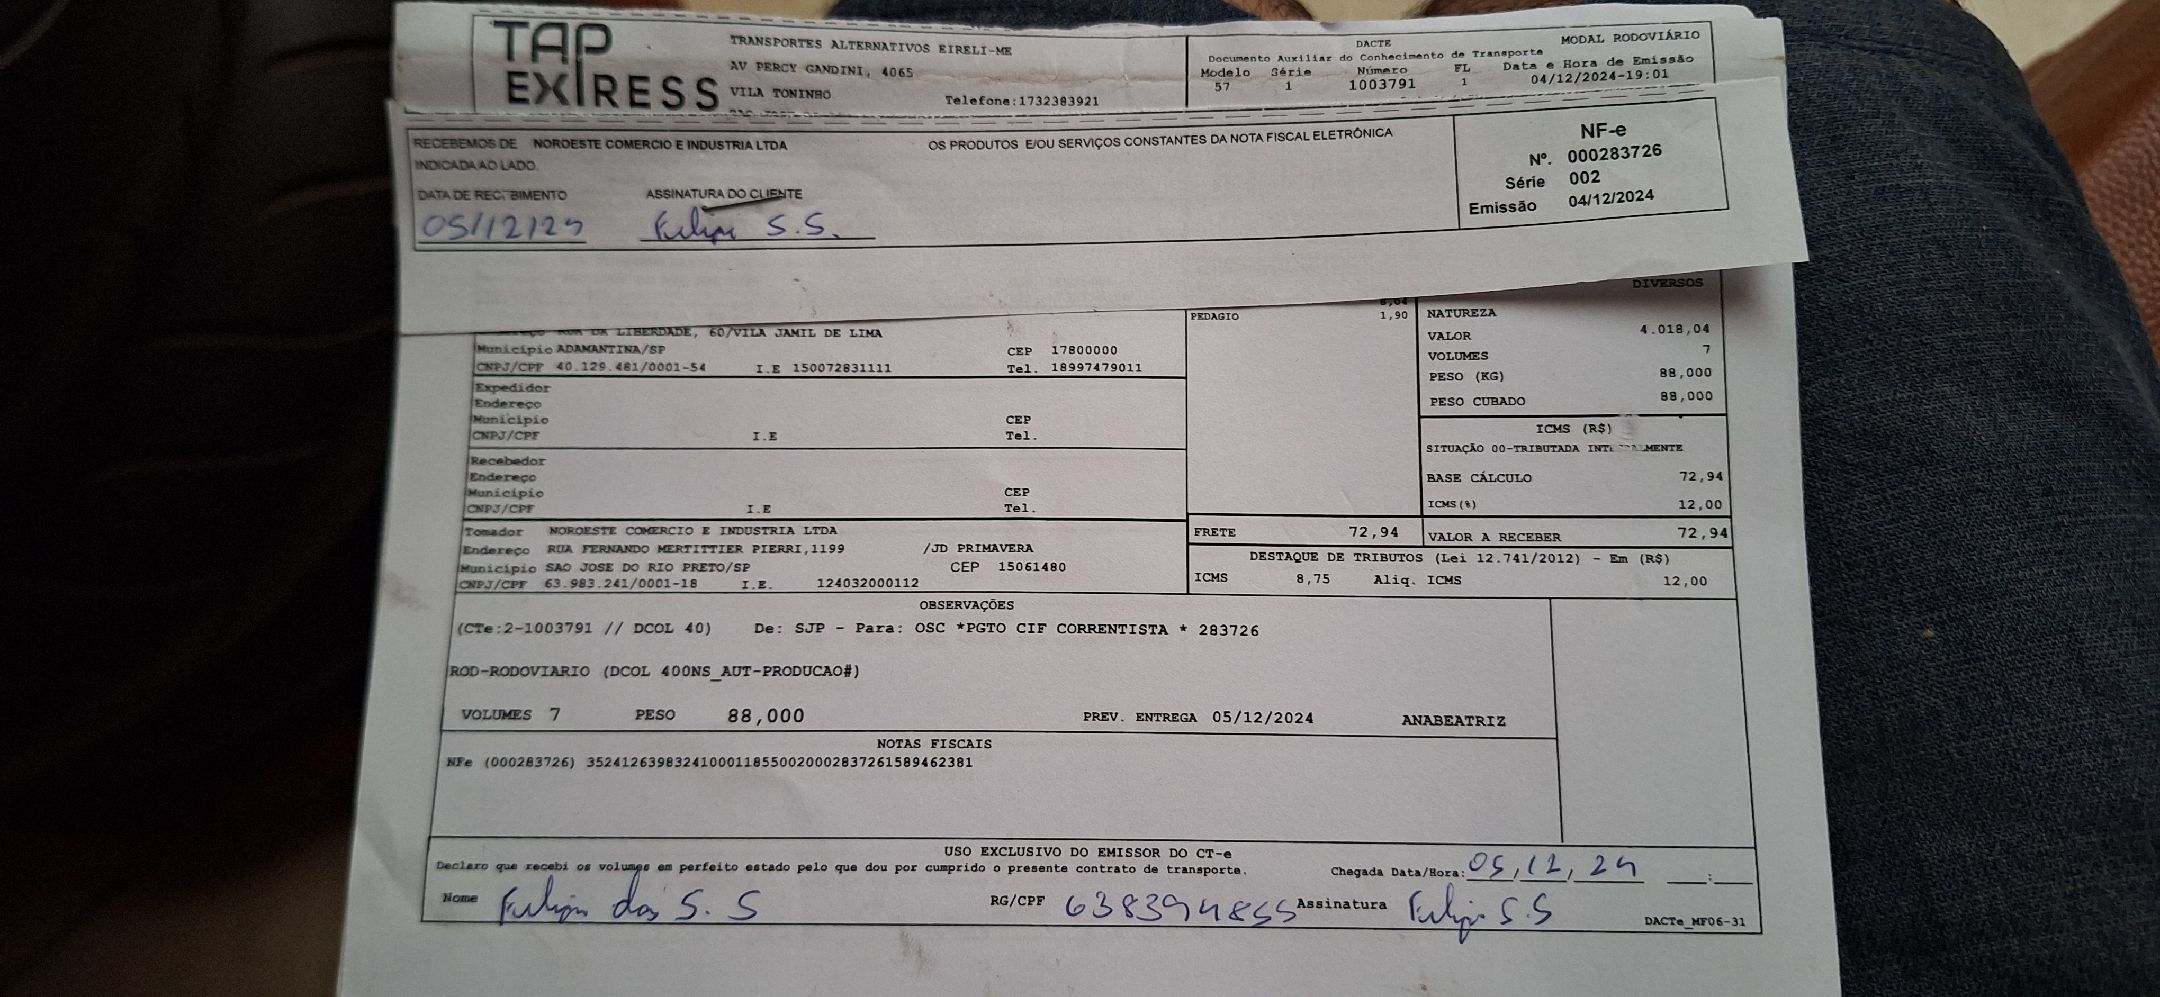 TAP EXPRESS
TRANSPORTES ALTERNATIVOS EIRELI-ME
AV PERCY GANDINI, 4065
VILA TONINHO
Telefone:1732383921
DACTE
MODAL RODOVIÁRIO
Documento Auxiliar do Conhecimento de Transporte
Modelo Série Número FL Data e Hora de Emissão
57 1 1003791 1 04/12/2024-19:01
RECEBEMOS DE NOROESTE COMERCIO E INDUSTRIA LTDA OS PRODUTOS E/OU SERVIÇOS CONSTANTES DA NOTA FISCAL ELETRÔNICA
INDICADA AO LADO.
DATA DE RECEBIMENTO ASSINATURA DO CLIENTE
05/12/24 Felipe S.S.
NF-e
Nº. 000283726
Série 002
Emissão 04/12/2024
RUA DA LIBERDADE, 60/VILA JAMIL DE LIMA
Municipio ADAMANTINA/SP CEP 17800000
CNPJ/CPF 40.129.481/0001-54 I.E 150072831111 Tel. 18997479011
Expedidor
Endereço
Municipio CEP
CNPJ/CPF I.E Tel.
Recebedor
Endereço
Municipio CEP
CNPJ/CPF I.E Tel.
Tomador NOROESTE COMERCIO E INDUSTRIA LTDA
Endereço RUA FERNANDO MERTITTIER PIERRI,1199 /JD PRIMAVERA
Municipio SAO JOSE DO RIO PRETO/SP CEP 15061480
CNPJ/CPF 63.983.241/0001-18 I.E. 124032000112
PEDAGIO 1,90
DIVERSOS
NATUREZA
VALOR 4.018,04
VOLUMES 7
PESO (KG) 88,000
PESO CUBADO 88,000
ICMS (R$)
SITUAÇÃO 00-TRIBUTADA
BASE CÁLCULO 72,94
ICMS(%) 12,00
FRETE 72,94 VALOR A RECEBER 72,94
DESTAQUE DE TRIBUTOS (Lei 12.741/2012) - Em (R$)
ICMS 8,75 Aliq. ICMS 12,00
OBSERVAÇÕES
(CTe:2-1003791 // DCOL 40) De: SJP - Para: OSC *PGTO CIF CORRENTISTA * 283726
ROD-RODOVIARIO (DCOL 400NS_AUT-PRODUCAO#)
VOLUMES 7 PESO 88,000 PREV. ENTREGA 05/12/2024 ANABEATRIZ
NOTAS FISCAIS
NFe (000283726) 35241263983241000118550020002837261589462381
USO EXCLUSIVO DO EMISSOR DO CT-e
Declaro que recebi os volumes em perfeito estado pelo que dou por cumprido o presente contrato de transporte. Chegada Data/Hora: 05,12,24 :
Nome Felipe dos S. S RG/CPF 638394855 Assinatura Felipe S.S
DACTe_MF06-31